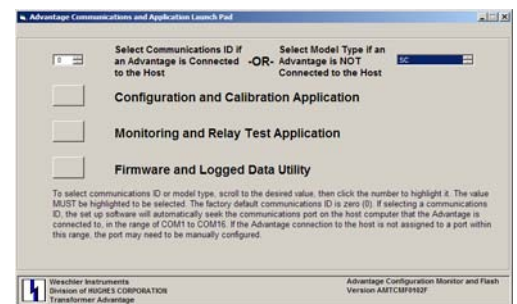 Advantage Communications and Application Launch Pad
Select Communications ID if
an Advantage is Connected
to the Host
-OR-
Select Model Type if an
Advantage is NOT
Connected to the Host
0
SC
Configuration and Calibration Application
Monitoring and Relay Test Application
Firmware and Logged Data Utility
To select communications ID or model type, scroll to the desired value, then click the number to highlight it. The value
MUST be highlighted to be selected. The factory default communications ID is zero (0). If selecting a communications
ID, the set up software will automatically seek the communications port on the host computer that the Advantage is
connected to, in the range of COM1 to COM16. If the Advantage connection to the host is not assigned to a port within
this range, the port may need to be manually configured.
Weschler Instruments
Division of HUGHES CORPORATION
Transformer Advantage
Advantage Configuration Monitor and Flash
Version AMTCMF0102F